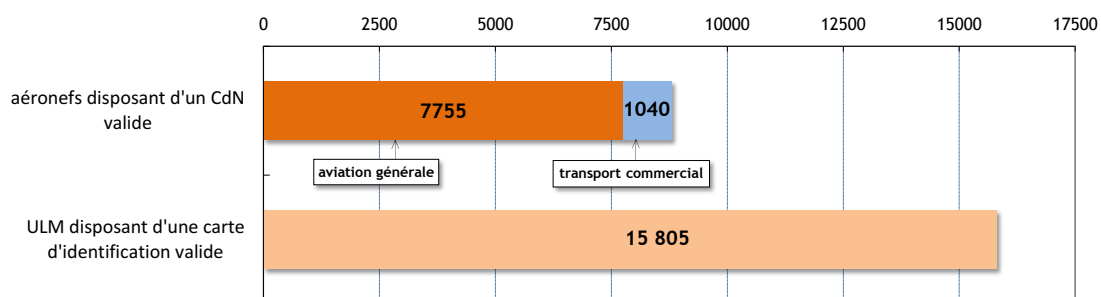 0 2500 5000 7500 10000 12500 15000 17500
aéronefs disposant d'un CdN
valide
7755 1040
aviation générale transport commercial
ULM disposant d'une carte
d'identification valide
15 805